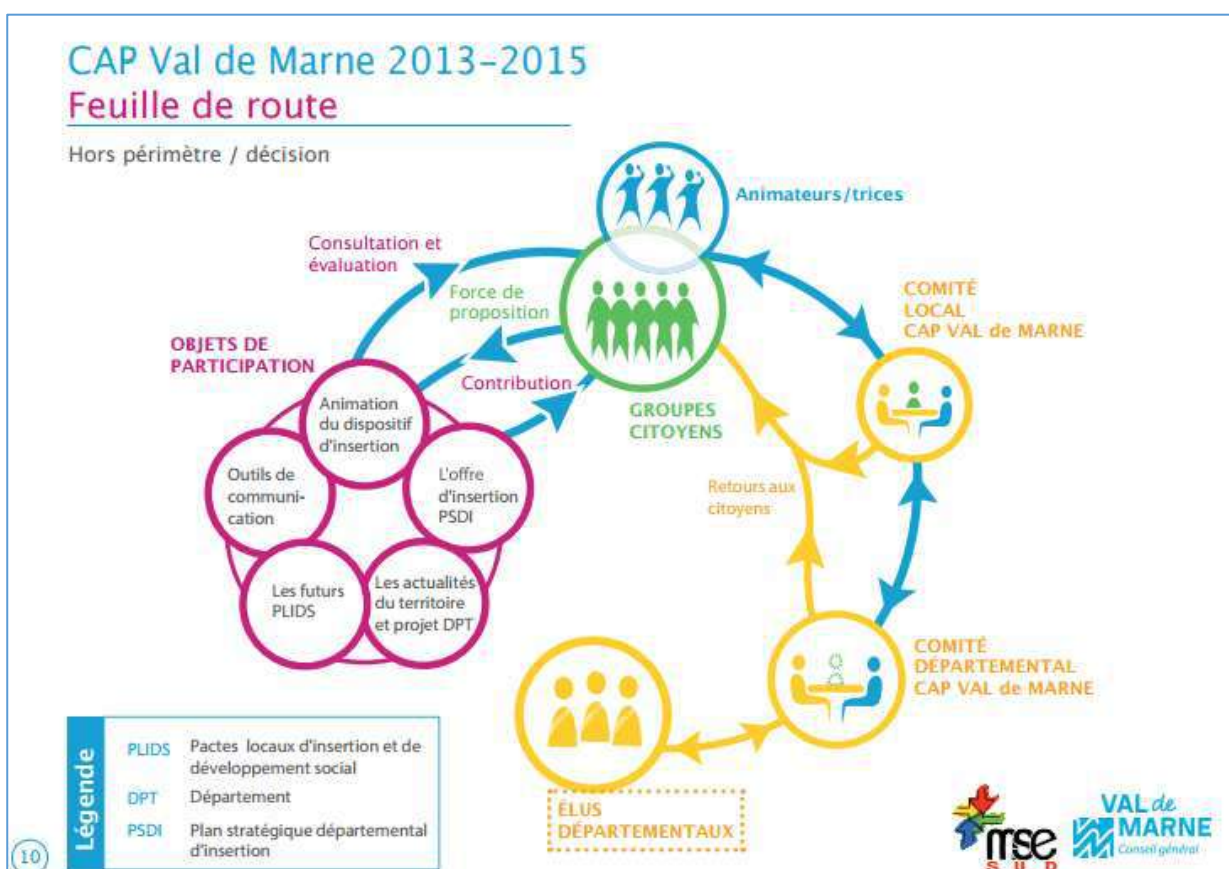 CAP Val de Marne 2013–2015
Feuille de route
Hors périmètre / décision
Animateurs/trices
Consultation et
évaluation
Force de
proposition
OBJETS DE
PARTICIPATION
Contribution
COMITÉ
LOCAL
CAP VAL de MARNE
GROUPES
CITOYENS
Animation
du dispositif
d'insertion
Outils de
communi-
cation
L'offre
d'insertion
PSDI
Les futurs
PLIDS
Les actualités
du territoire
et projet DPT
Retours aux
citoyens
COMITÉ
DÉPARTEMENTAL
CAP VAL de MARNE
ÉLUS
DÉPARTEMENTAUX
Légende
PLIDS Pactes locaux d'insertion et de
développement social
DPT Département
PSDI Plan stratégique départemental
d'insertion
10
mse
SUD
VAL de
MARNE
Conseil général